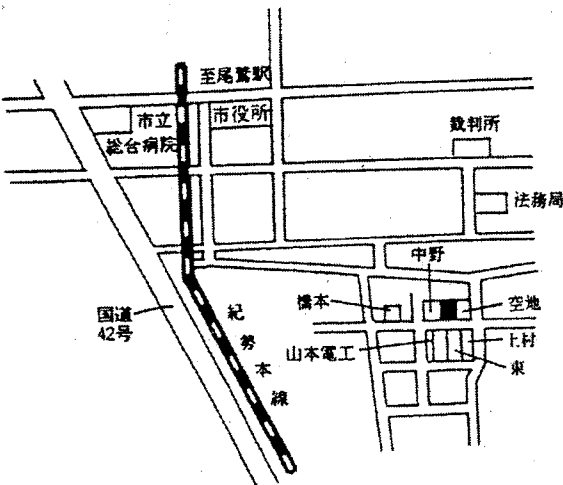 至尾鷲駅
市立
総合病院
市役所
裁判所
法務局
中野
橋本
空地
国道
42号
紀勢本線
山本電工
上村
東